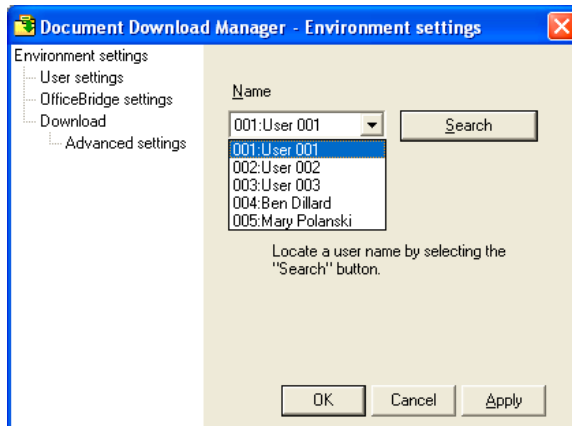 Document Download Manager - Environment settings
Environment settings
User settings
OfficeBridge settings
Download
Advanced settings
Name
001:User 001
Search
001:User 001
002:User 002
003:User 003
004:Ben Dillard
005:Mary Polanski
Locate a user name by selecting the
"Search" button.
OK
Cancel
Apply